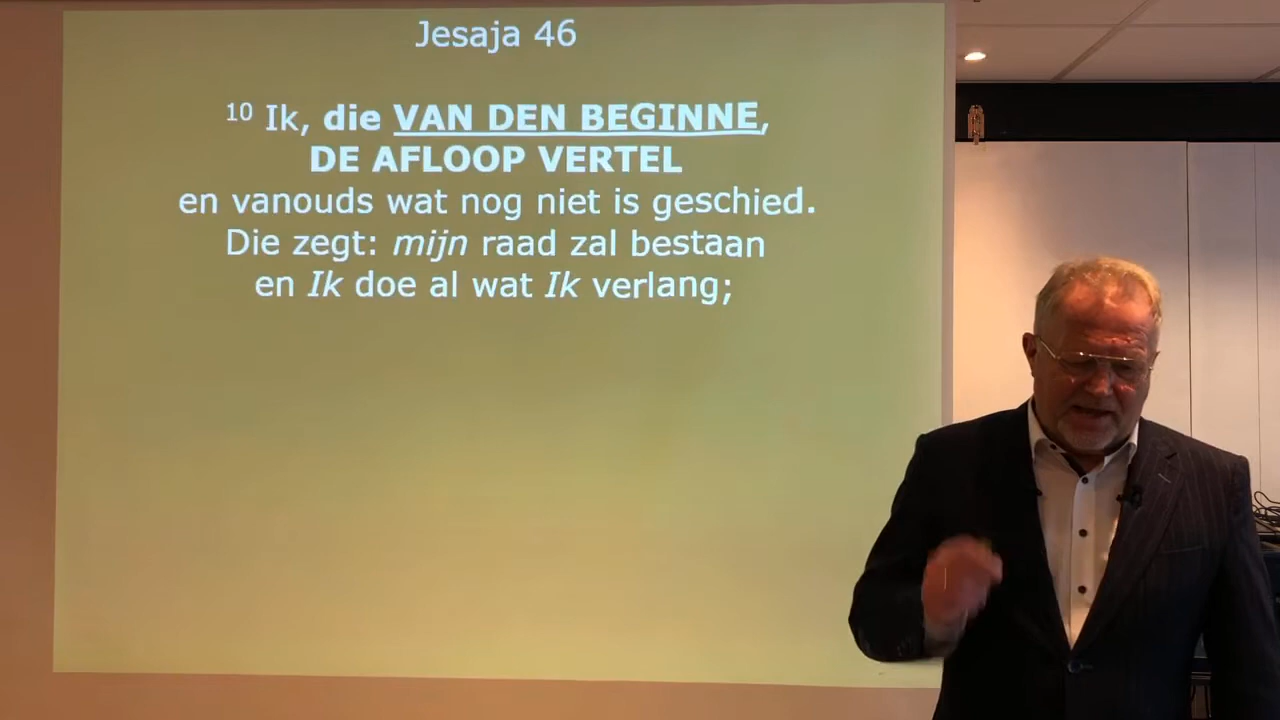 Jesaja 46
10 Ik, die VAN DEN BEGINNE,
DE AFLOOP VERTEL
en vanouds wat nog niet is geschied.
Die zegt: mijn raad zal bestaan
en Ik doe al wat Ik verlang;